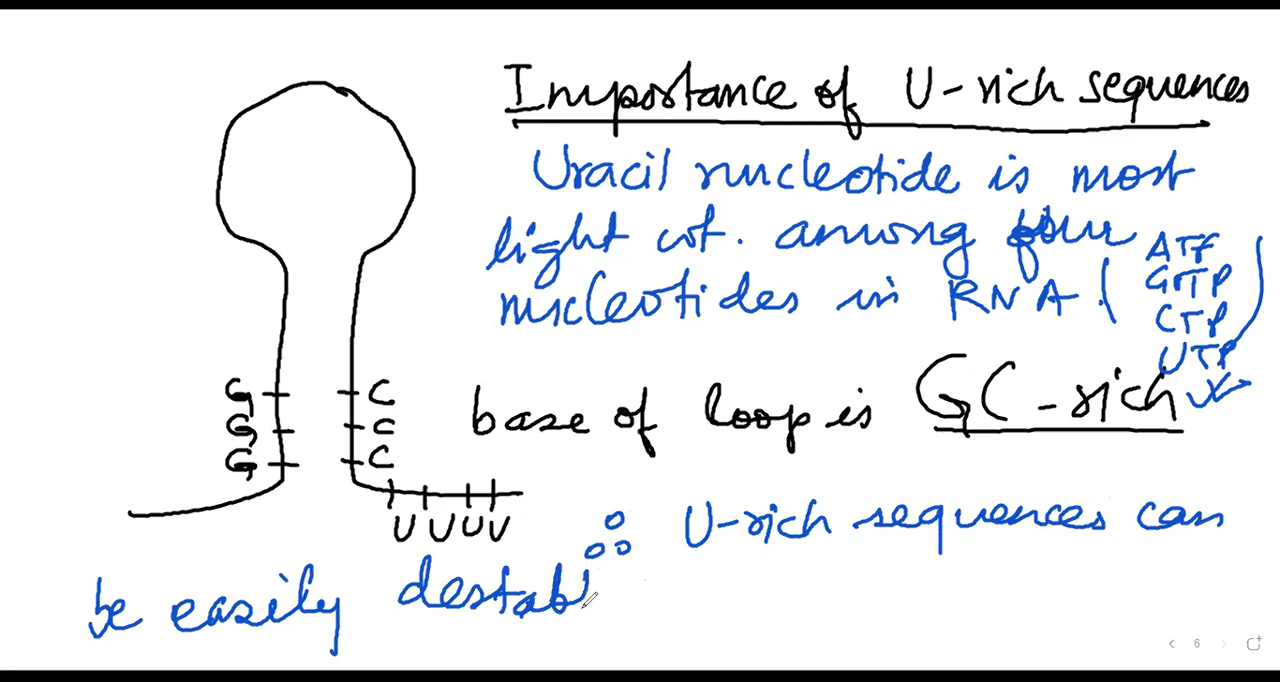 Importance of U-rich sequences
Uracil nucleotide is most
light wt. among four
nucleotides in RNA (
ATP
GTP
CTP
UTP
)
G C
G C
G C
base of loop is GC-rich
U U U U
∴ U-rich sequences can
be easily destabi
6